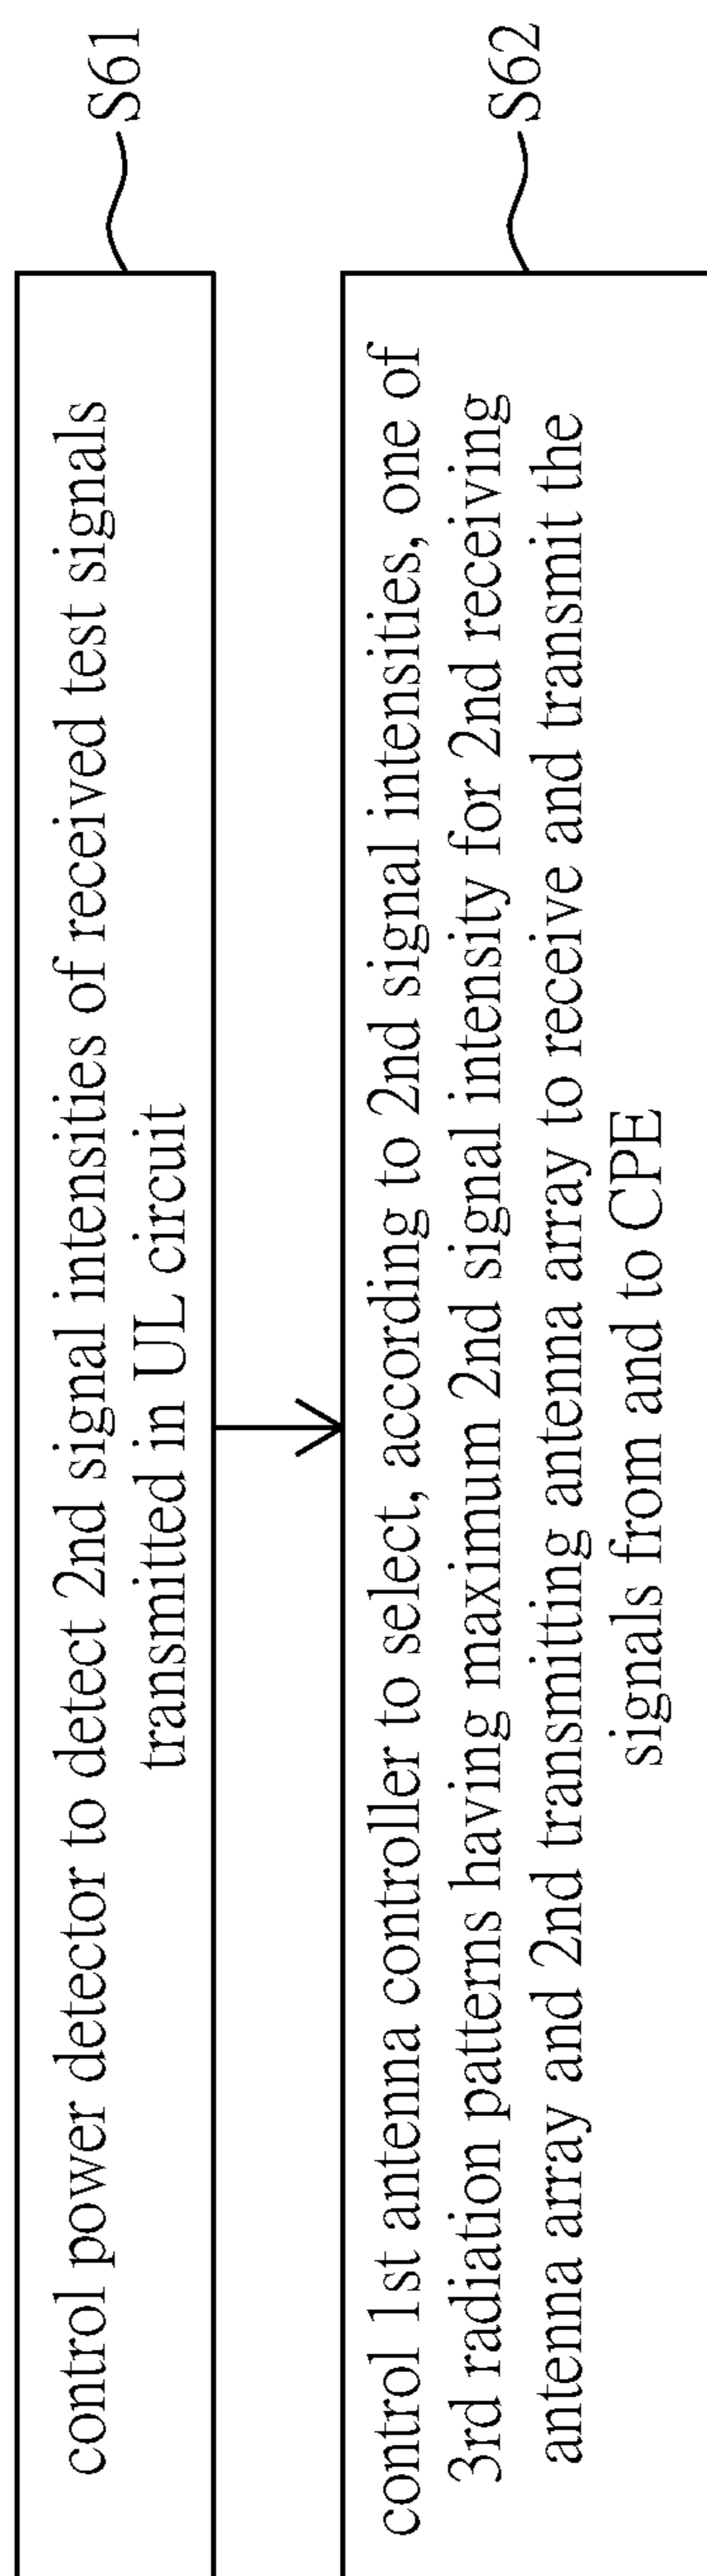 S61
control power detector to detect 2nd signal intensities of received test signals
transmitted in UL circuit
S62
control 1st antenna controller to select, according to 2nd signal intensities, one of
3rd radiation patterns having maximum 2nd signal intensity for 2nd receiving
antenna array and 2nd transmitting antenna array to receive and transmit the
signals from and to CPE